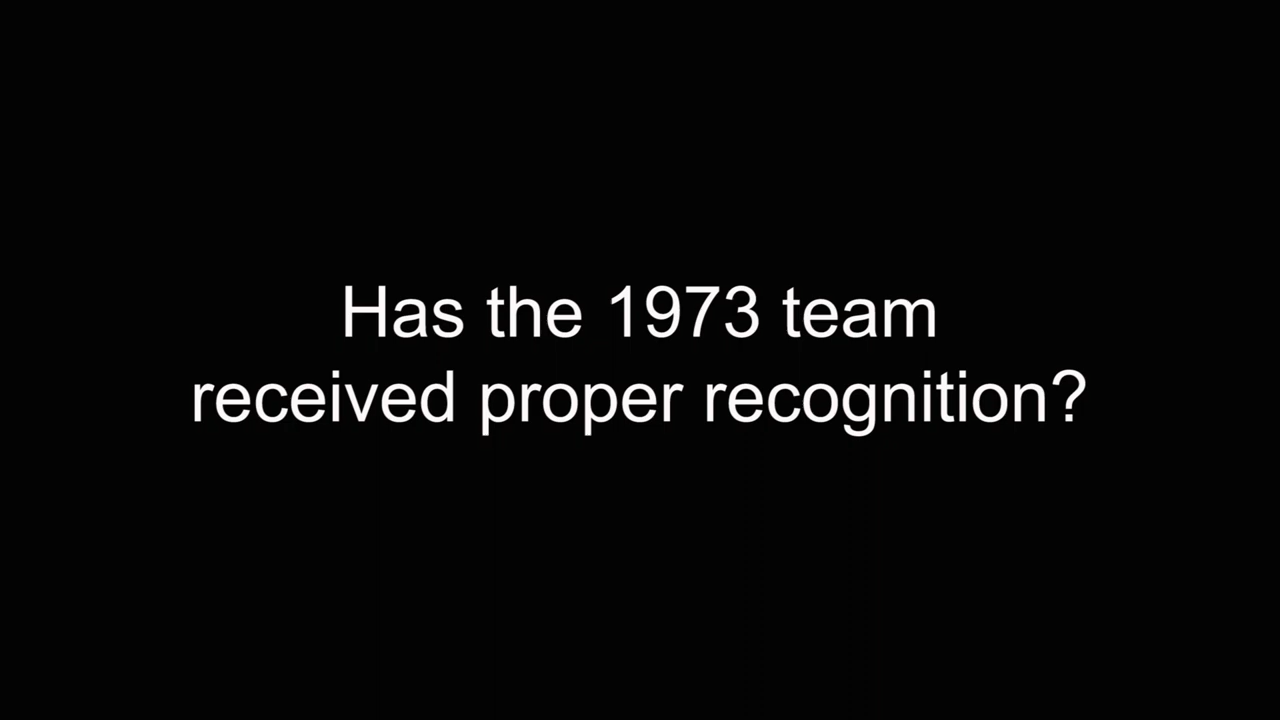 Has the 1973 team
received proper recognition?